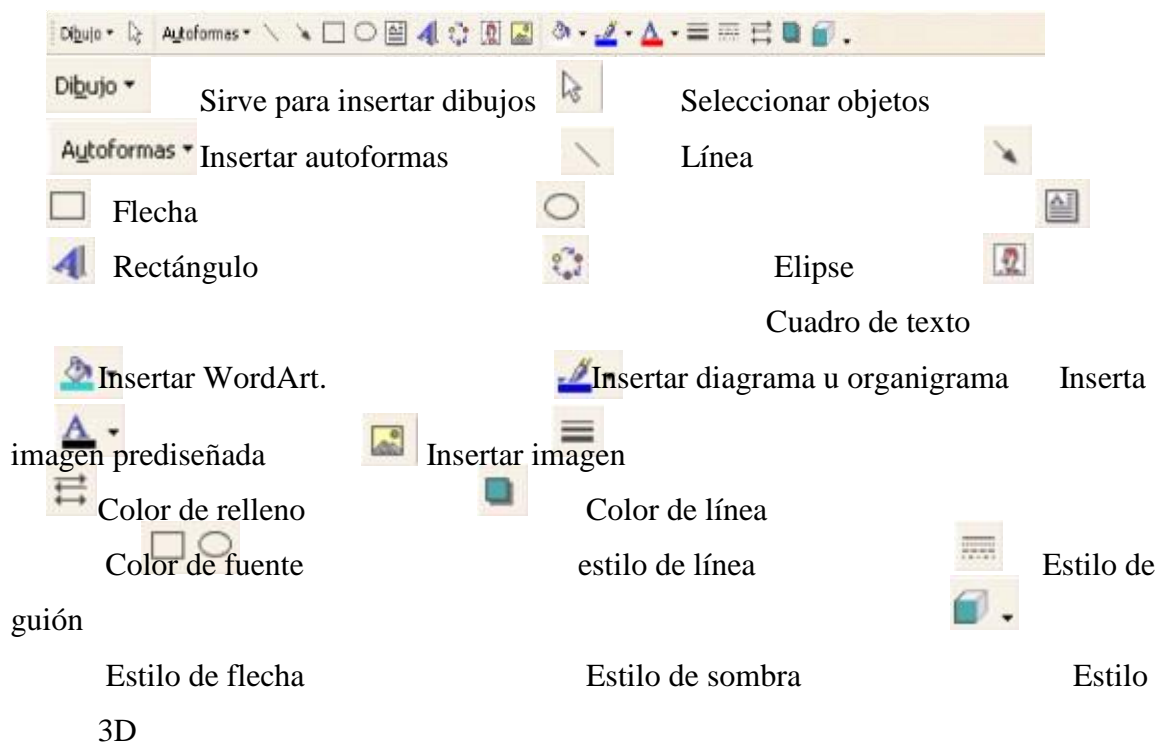 Dibujo Autoformas
Dibujo Sirve para insertar dibujos Seleccionar objetos
Autoformas Insertar autoformas Línea
Flecha
Rectángulo Elipse
Cuadro de texto
Insertar WordArt. Insertar diagrama u organigrama Inserta
imagen prediseñada Insertar imagen
Color de relleno Color de línea
Color de fuente estilo de línea Estilo de
guión
Estilo de flecha Estilo de sombra Estilo
3D